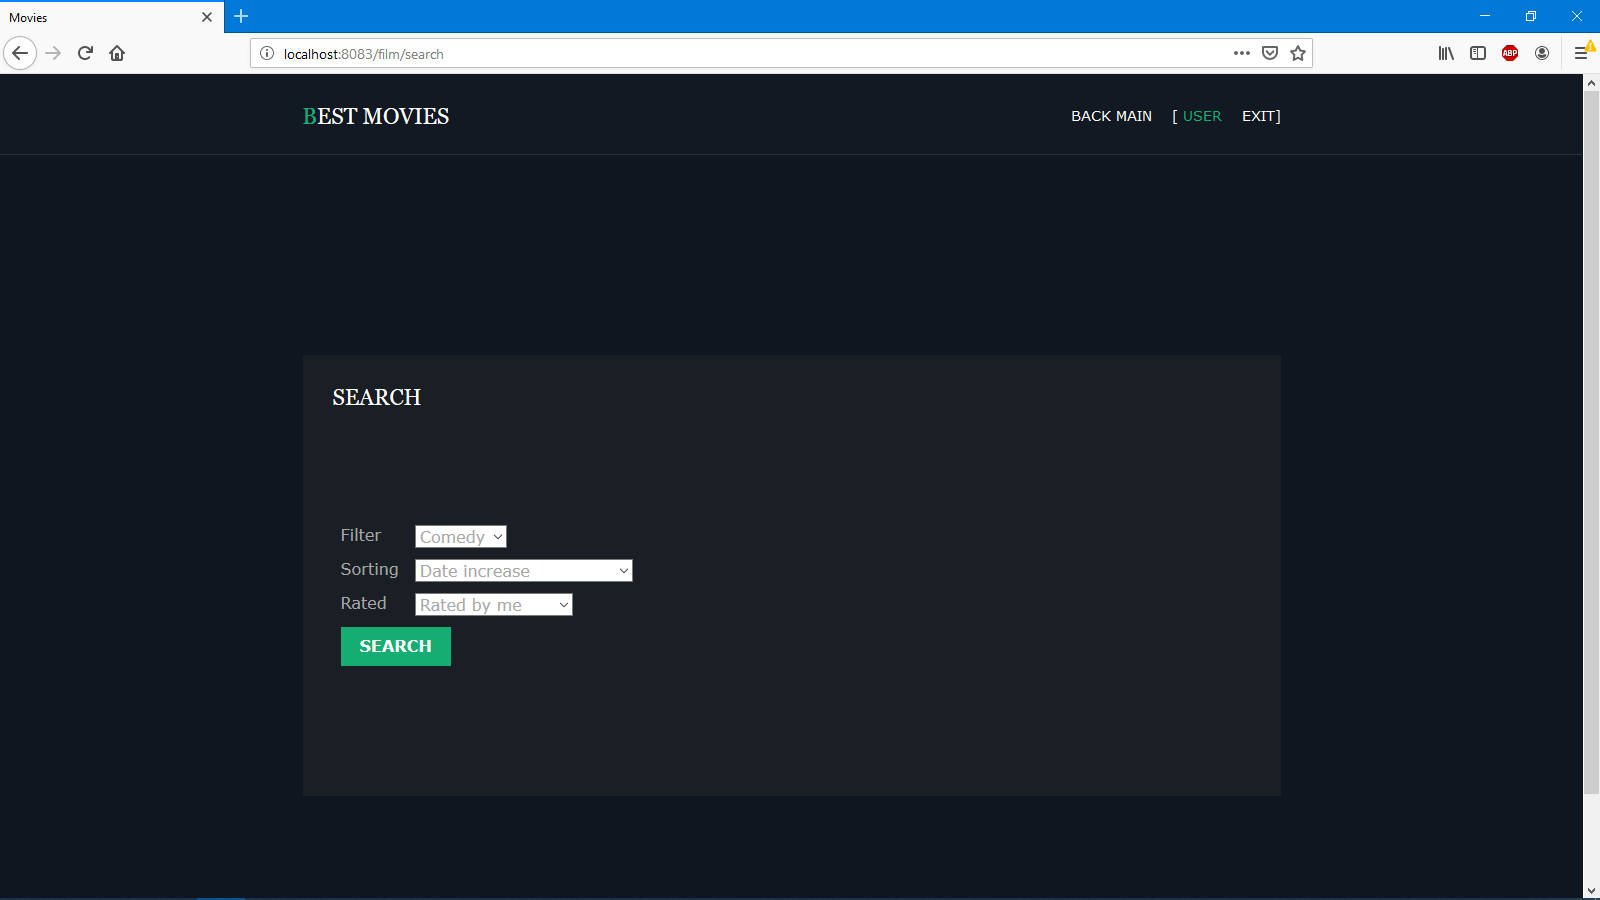 Movies
localhost:8083/film/search
ABP
BEST MOVIES
BACK MAIN [ USER EXIT]
SEARCH
Filter Comedy
Sorting Date increase
Rated Rated by me
SEARCH